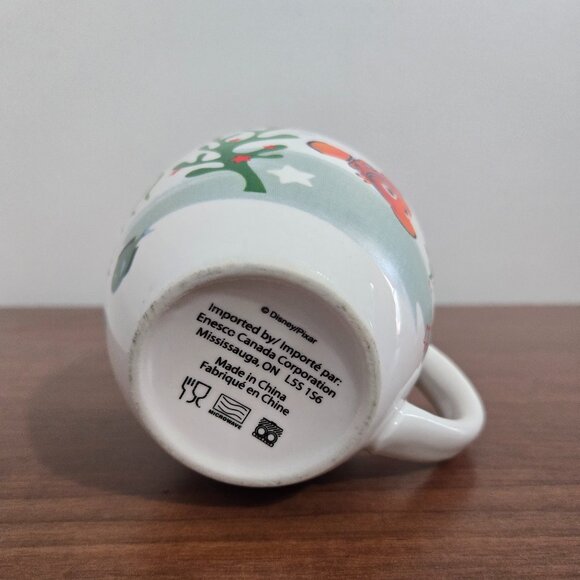 © Disney/Pixar
Imported by/ Importé par:
Enesco Canada Corporation
Mississauga, ON L5S 1S6
Made in China
Fabriqué en Chine
MICROWAVE